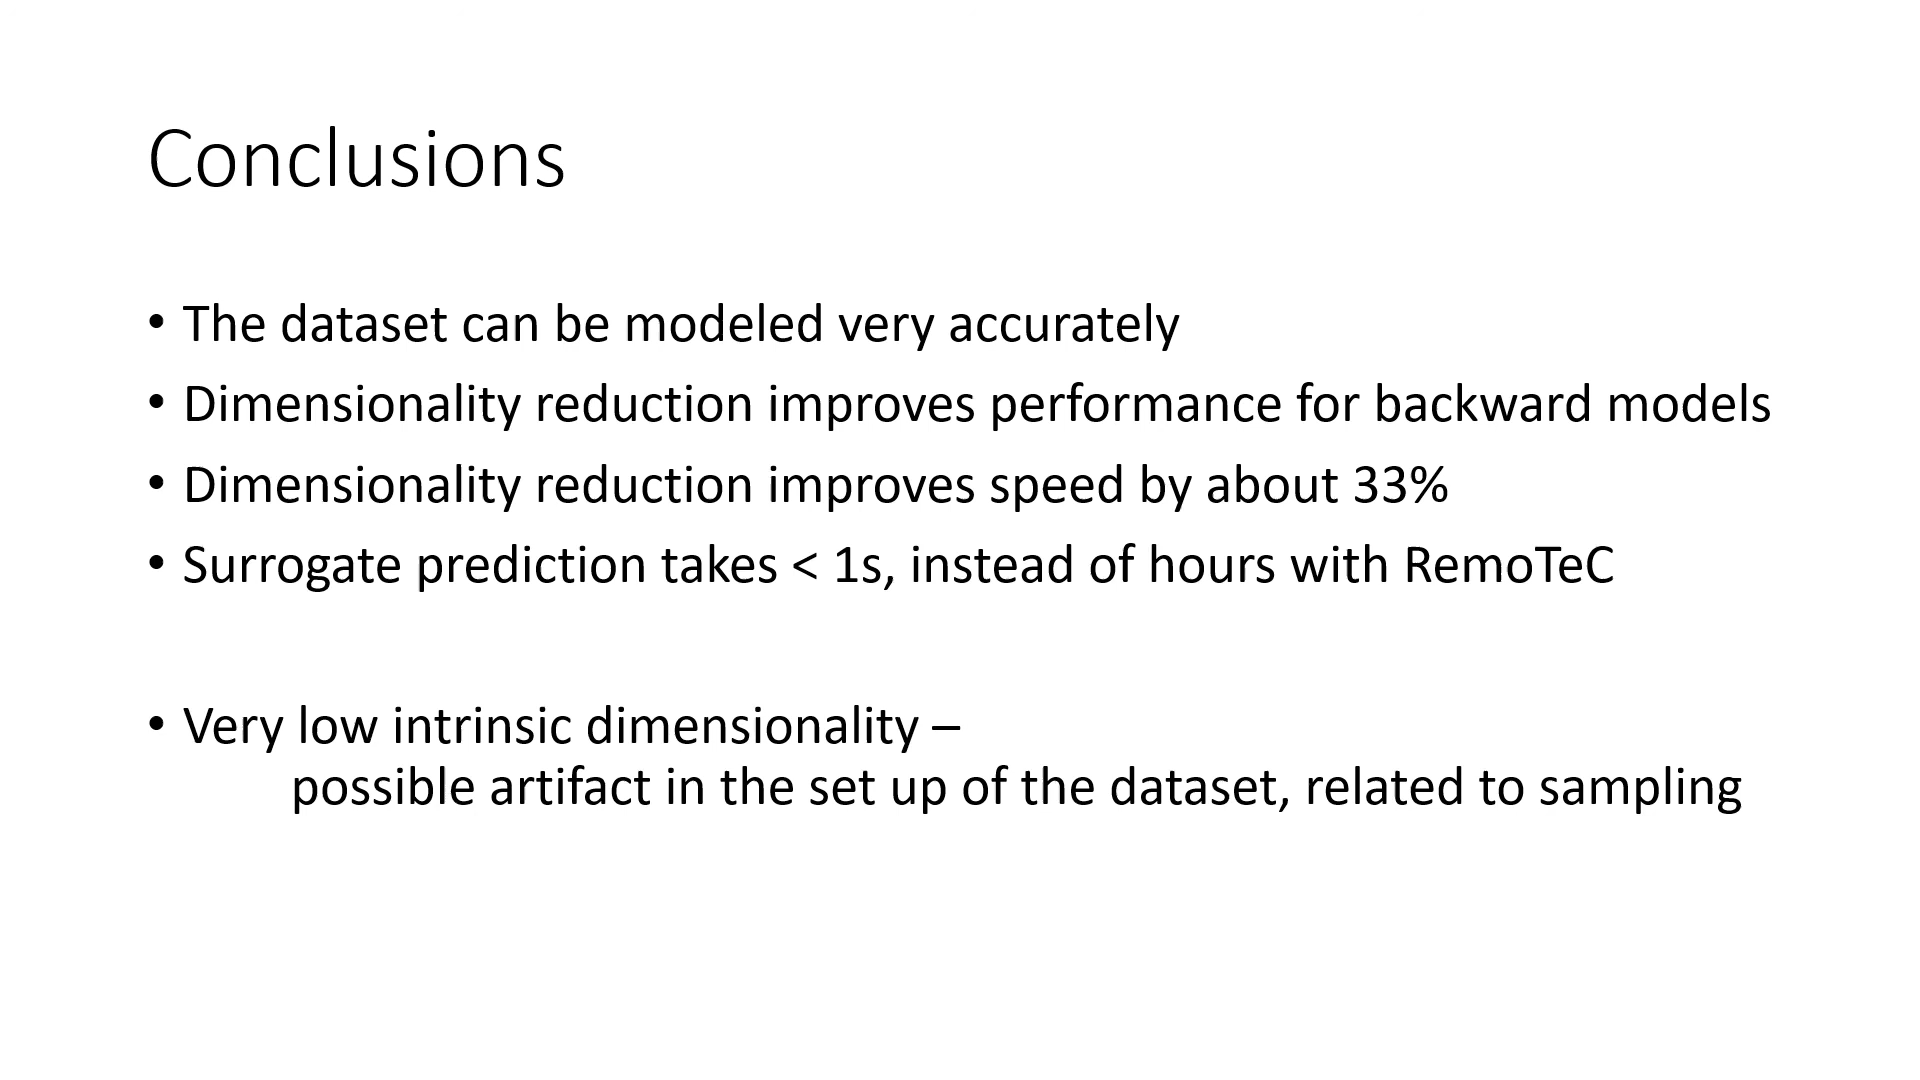 Conclusions
• The dataset can be modeled very accurately
• Dimensionality reduction improves performance for backward models
• Dimensionality reduction improves speed by about 33%
• Surrogate prediction takes < 1s, instead of hours with RemoTeC
• Very low intrinsic dimensionality –
possible artifact in the set up of the dataset, related to sampling